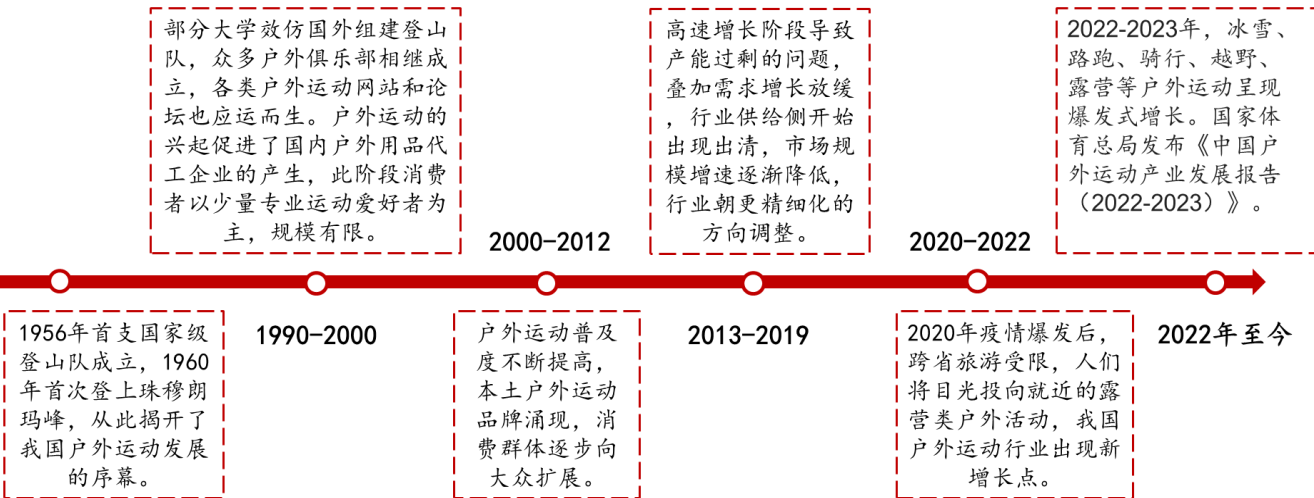 1956年首支国家级
登山队成立，1960
年首次登上珠穆朗
玛峰，从此揭开了
我国户外运动发展
的序幕。
部分大学效仿国外组建登山
队，众多户外俱乐部相继成
立，各类户外运动网站和论
坛也应运而生。户外运动的
兴起促进了国内户外用品代
工企业的产生，此阶段消费
者以少量专业运动爱好者为
主，规模有限。
1990-2000
2000-2012
户外运动普及
度不断提高，
本土户外运动
品牌涌现，消
费群体逐步向
大众扩展。
高速增长阶段导致
产能过剩的问题，
叠加需求增长放缓
，行业供给侧开始
出现出清，市场规
模增速逐渐降低，
行业朝更精细化的
方向调整。
2013-2019
2020-2022
2020年疫情爆发后，
跨省旅游受限，人们
将目光投向就近的露
营类户外活动，我国
户外运动行业出现新
增长点。
2022-2023年，冰雪、
路跑、骑行、越野、
露营等户外运动呈现
爆发式增长。国家体
育总局发布《中国户
外运动产业发展报告
（2022-2023）》。
2022年至今